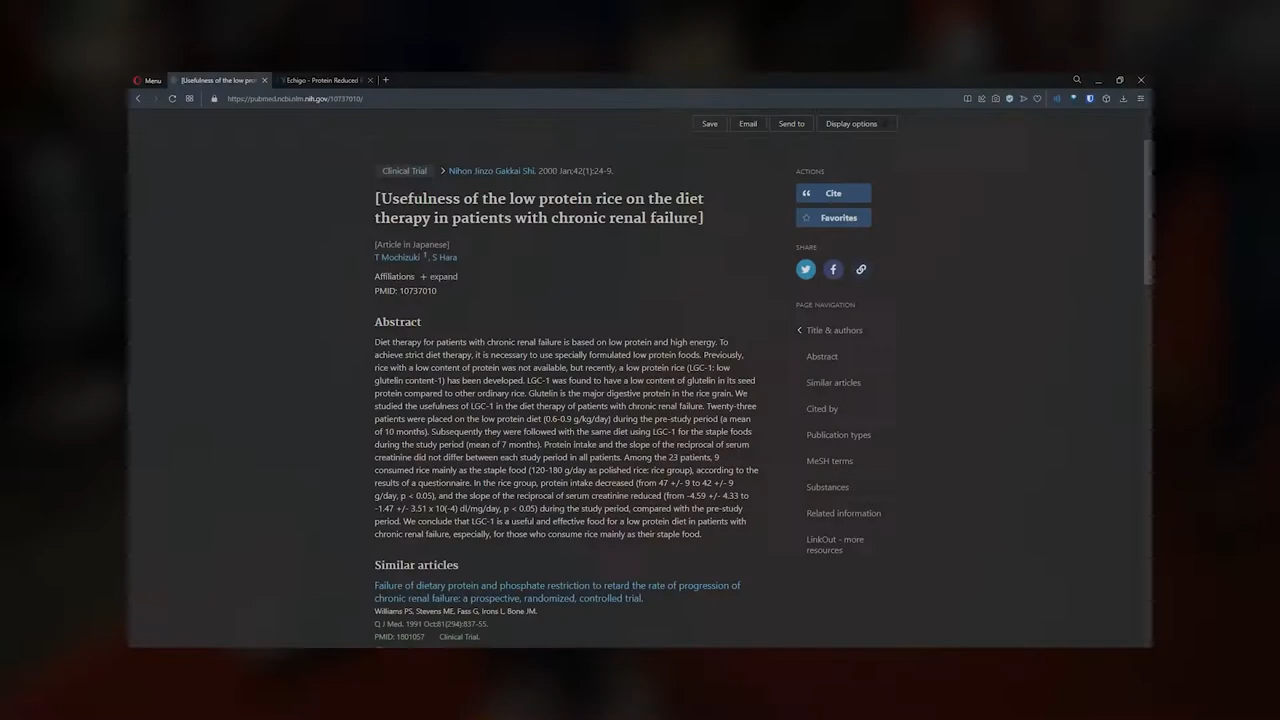 Menu
[Usefulness of the low pro
Echigo - Protein Reduced
https://pubmed.ncbi.nlm.nih.gov/10737010/
Save
Email
Send to
Display options
Clinical Trial
Nihon Jinzo Gakkai Shi. 2000 Jan;42(1):24-9.
[Usefulness of the low protein rice on the diet
therapy in patients with chronic renal failure]
[Article in Japanese]
T Mochizuki 1, S Hara
Affiliations + expand
PMID: 10737010
Abstract
Diet therapy for patients with chronic renal failure is based on low protein and high energy. To
achieve strict diet therapy, it is necessary to use specially formulated low protein foods. Previously,
rice with a low content of protein was not available, but recently, a low protein rice (LGC-1: low
glutelin content-1) has been developed. LGC-1 was found to have a low content of glutelin in its seed
protein compared to other ordinary rice. Glutelin is the major digestive protein in the rice grain. We
studied the usefulness of LGC-1 in the diet therapy of patients with chronic renal failure. Twenty-three
patients were placed on the low protein diet (0.6-0.9 g/kg/day) during the pre-study period (a mean
of 10 months). Subsequently they were followed with the same diet using LGC-1 for the staple foods
during the study period (mean of 7 months). Protein intake and the slope of the reciprocal of serum
creatinine did not differ between each study period in all patients. Among the 23 patients, 9
consumed rice mainly as the staple food (120-180 g/day as polished rice: rice group), according to the
results of a questionnaire. In the rice group, protein intake decreased (from 47 +/- 9 to 42 +/- 9
g/day, p < 0.05), and the slope of the reciprocal of serum creatinine reduced (from -4.59 +/- 4.33 to
-1.47 +/- 3.51 x 10(-4) dl/mg/day, p < 0.05) during the study period, compared with the pre-study
period. We conclude that LGC-1 is a useful and effective food for a low protein diet in patients with
chronic renal failure, especially, for those who consume rice mainly as their staple food.
Similar articles
Failure of dietary protein and phosphate restriction to retard the rate of progression of
chronic renal failure: a prospective, randomized, controlled trial.
Williams PS, Stevens ME, Fass G, Irons L, Bone JM.
Q J Med. 1991 Oct;81(294):837-55.
PMID: 1801057 Clinical Trial.
ACTIONS
Cite
Favorites
SHARE
PAGE NAVIGATION
Title & authors
Abstract
Similar articles
Cited by
Publication types
MeSH terms
Substances
Related information
LinkOut - more
resources